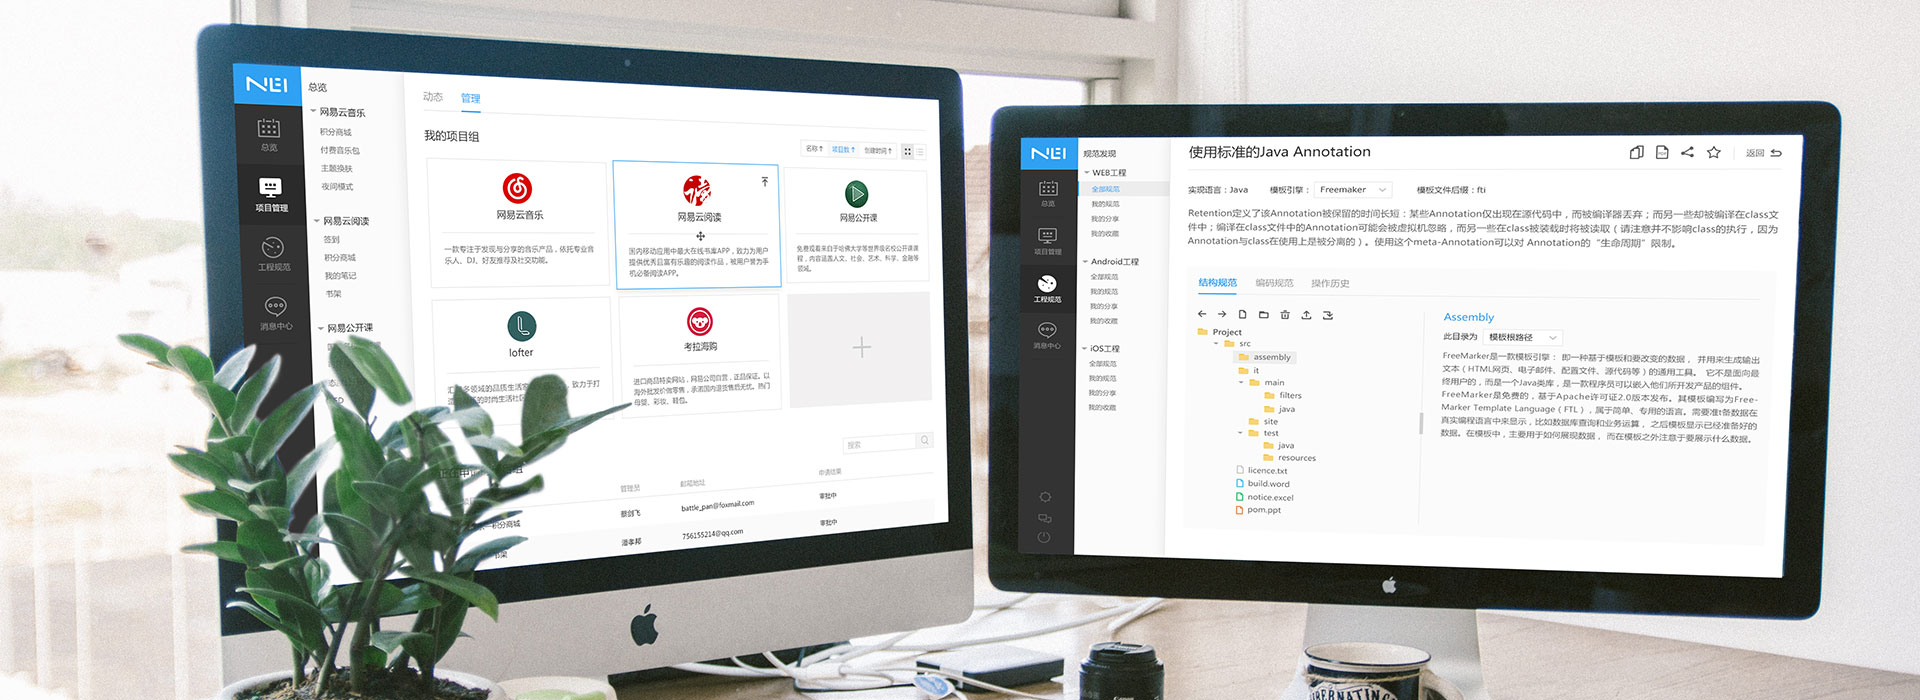 NEI
总览
项目管理
工程规范
消息中心
总览
网易云音乐
积分商城
付费音乐包
主题换肤
夜间模式
网易云阅读
签到
积分商城
我的笔记
书架
网易公开课
动态
管理
我的项目组
名称
项目数
创建时间
网易云音乐
一款专注于发现与分享的音乐产品，依托专业音
乐人、DJ、好友推荐及社交功能。
网易云阅读
国内移动应用中最大在线书库APP，致力为用户
提供优秀且富有乐趣的阅读作品，被用户誉为手
机必备阅读APP。
网易公开课
免费观看来自于哈佛大学等世界级名校公开课课
程，内容涵盖人文、社会、艺术、科学、金融等
领域。
lofter
考拉海购
进口商品特卖网站，网易公司自营，正品保证。以
海外批发价做零售，承诺国内退货售后无忧。热门
母婴、彩妆、鞋包。
搜索
管理员
邮箱地址
申请结果
积分商城
蔡剑飞
battle_pan@foxmail.com
审批中
潘孝邦
756155214@qq.com
审批中
NEI
总览
项目管理
工程规范
消息中心
规范发现
WEB工程
全部规范
我的规范
我的分享
我的收藏
Android工程
全部规范
我的规范
我的分享
我的收藏
iOS工程
全部规范
我的规范
我的分享
我的收藏
使用标准的Java Annotation
返回
实现语言：Java
模板引擎：
Freemaker
模板文件后缀：ftl
Retention定义了该Annotation被保留的时间长短：某些Annotation仅出现在源代码中，而被编译器丢弃；而另一些却被编译在class文
件中；编译在class文件中的Annotation可能会被虚拟机忽略，而另一些在class被装载时将被读取（请注意并不影响class的执行，因为
Annotation与class在使用上是被分离的）。使用这个meta-Annotation可以对 Annotation的 “生命周期” 限制。
结构规范
编码规范
操作历史
Project
src
assembly
it
main
filters
java
site
test
java
resources
licence.txt
build.word
notice.excel
pom.ppt
Assembly
此目录为
模板根路径
FreeMarker是一款模板引擎： 即一种基于模板和要改变的数据， 并用来生成输出
文本（HTML网页、电子邮件、配置文件、源代码等）的通用工具。 它不是面向最
终用户的，而是一个Java类库，是一款程序员可以嵌入他们所开发产品的组件。
FreeMarker是免费的，基于Apache许可证2.0版本发布。其模板编写为Free-
Marker Template Language（FTL），属于简单、专用的语言。需要准t备数据在
真实编程语言中来显示，比如数据库查询和业务运算， 之后模板显示已经准备好的
数据。在模板中，主要用于如何展现数据， 而在模板之外注意于要展示什么数据。
Canon